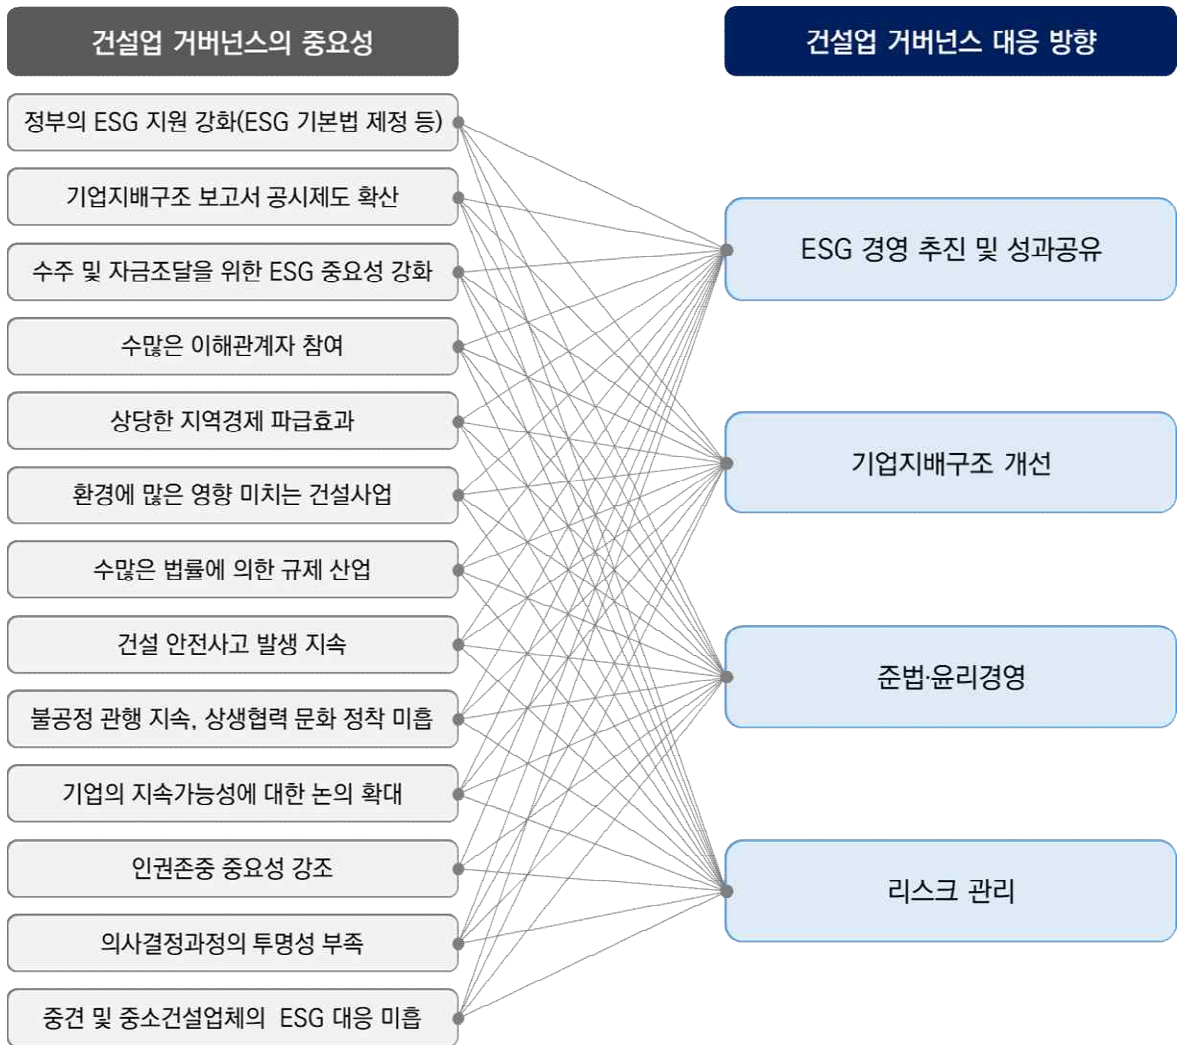 건설업 거버넌스의 중요성
정부의 ESG 지원 강화(ESG 기본법 제정 등)
기업지배구조 보고서 공시제도 확산
수주 및 자금조달을 위한 ESG 중요성 강화
수많은 이해관계자 참여
상당한 지역경제 파급효과
환경에 많은 영향 미치는 건설사업
수많은 법률에 의한 규제 산업
건설 안전사고 발생 지속
불공정 관행 지속, 상생협력 문화 정착 미흡
기업의 지속가능성에 대한 논의 확대
인권존중 중요성 강조
의사결정과정의 투명성 부족
중견 및 중소건설업체의 ESG 대응 미흡
건설업 거버넌스 대응 방향
ESG 경영 추진 및 성과공유
기업지배구조 개선
준법·윤리경영
리스크 관리